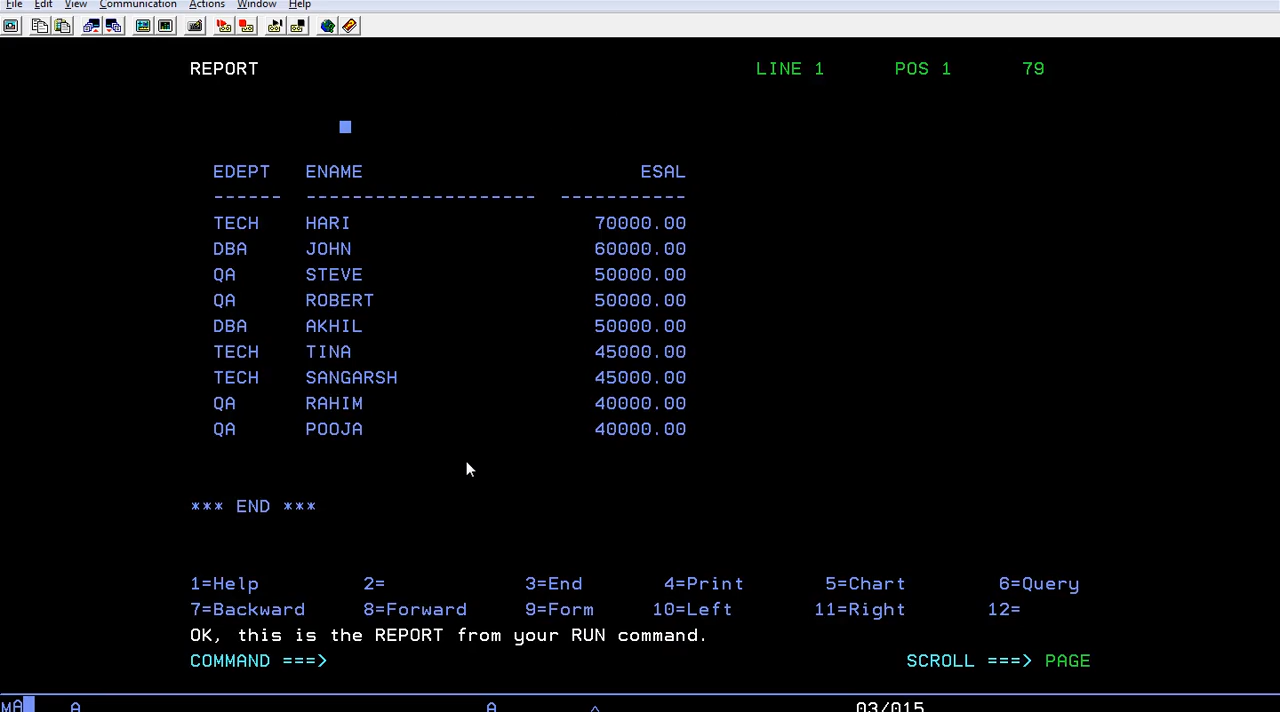 File Edit View Communication Actions Window Help
REPORT LINE 1 POS 1 79
EDEPT ENAME ESAL
------ -------------------- -----------
TECH HARI 70000.00
DBA JOHN 60000.00
QA STEVE 50000.00
QA ROBERT 50000.00
DBA AKHIL 50000.00
TECH TINA 45000.00
TECH SANGARSH 45000.00
QA RAHIM 40000.00
QA POOJA 40000.00
*** END ***
1=Help 2= 3=End 4=Print 5=Chart 6=Query
7=Backward 8=Forward 9=Form 10=Left 11=Right 12=
OK, this is the REPORT from your RUN command.
COMMAND ===> SCROLL ===> PAGE
MA A A ^ 03/015